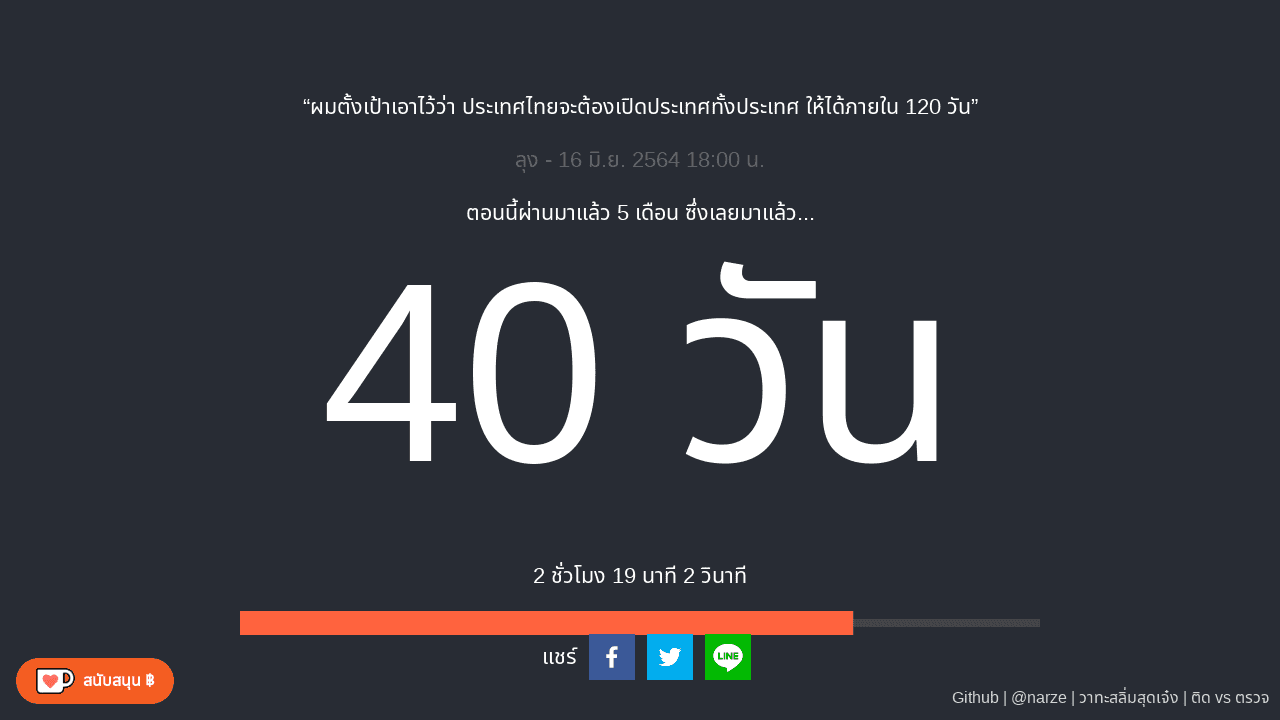 “ผมตั้งเป้าเอาไว้ว่า ประเทศไทยจะต้องเปิดประเทศทั้งประเทศ ให้ได้ภายใน 120 วัน”
ลุง - 16 มิ.ย. 2564 18:00 น.
ตอนนี้ผ่านมาแล้ว 5 เดือน ซึ่งเลยมาแล้ว...
40 วัน
2 ชั่วโมง 19 นาที 2 วินาที
แชร์
LINE
สนับสนุน ฿
Github | @narze | วาทะสลิ่มสุดเจ๋ง | ติด vs ตรวจ